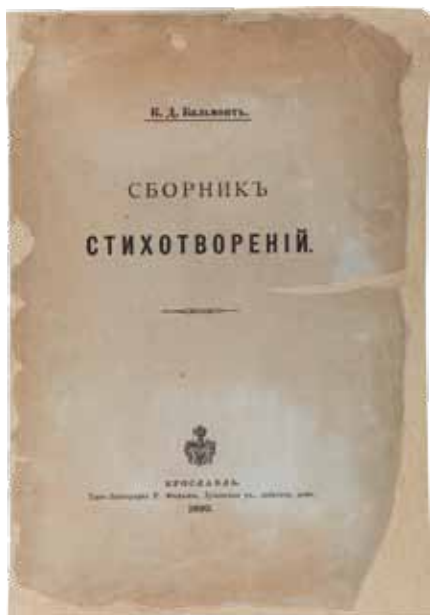 К. Д. Бальмонтъ.
СБОРНИКЪ
СТИХОТВОРЕНІЙ.
ЯРОСЛАВЛЬ.
1890.